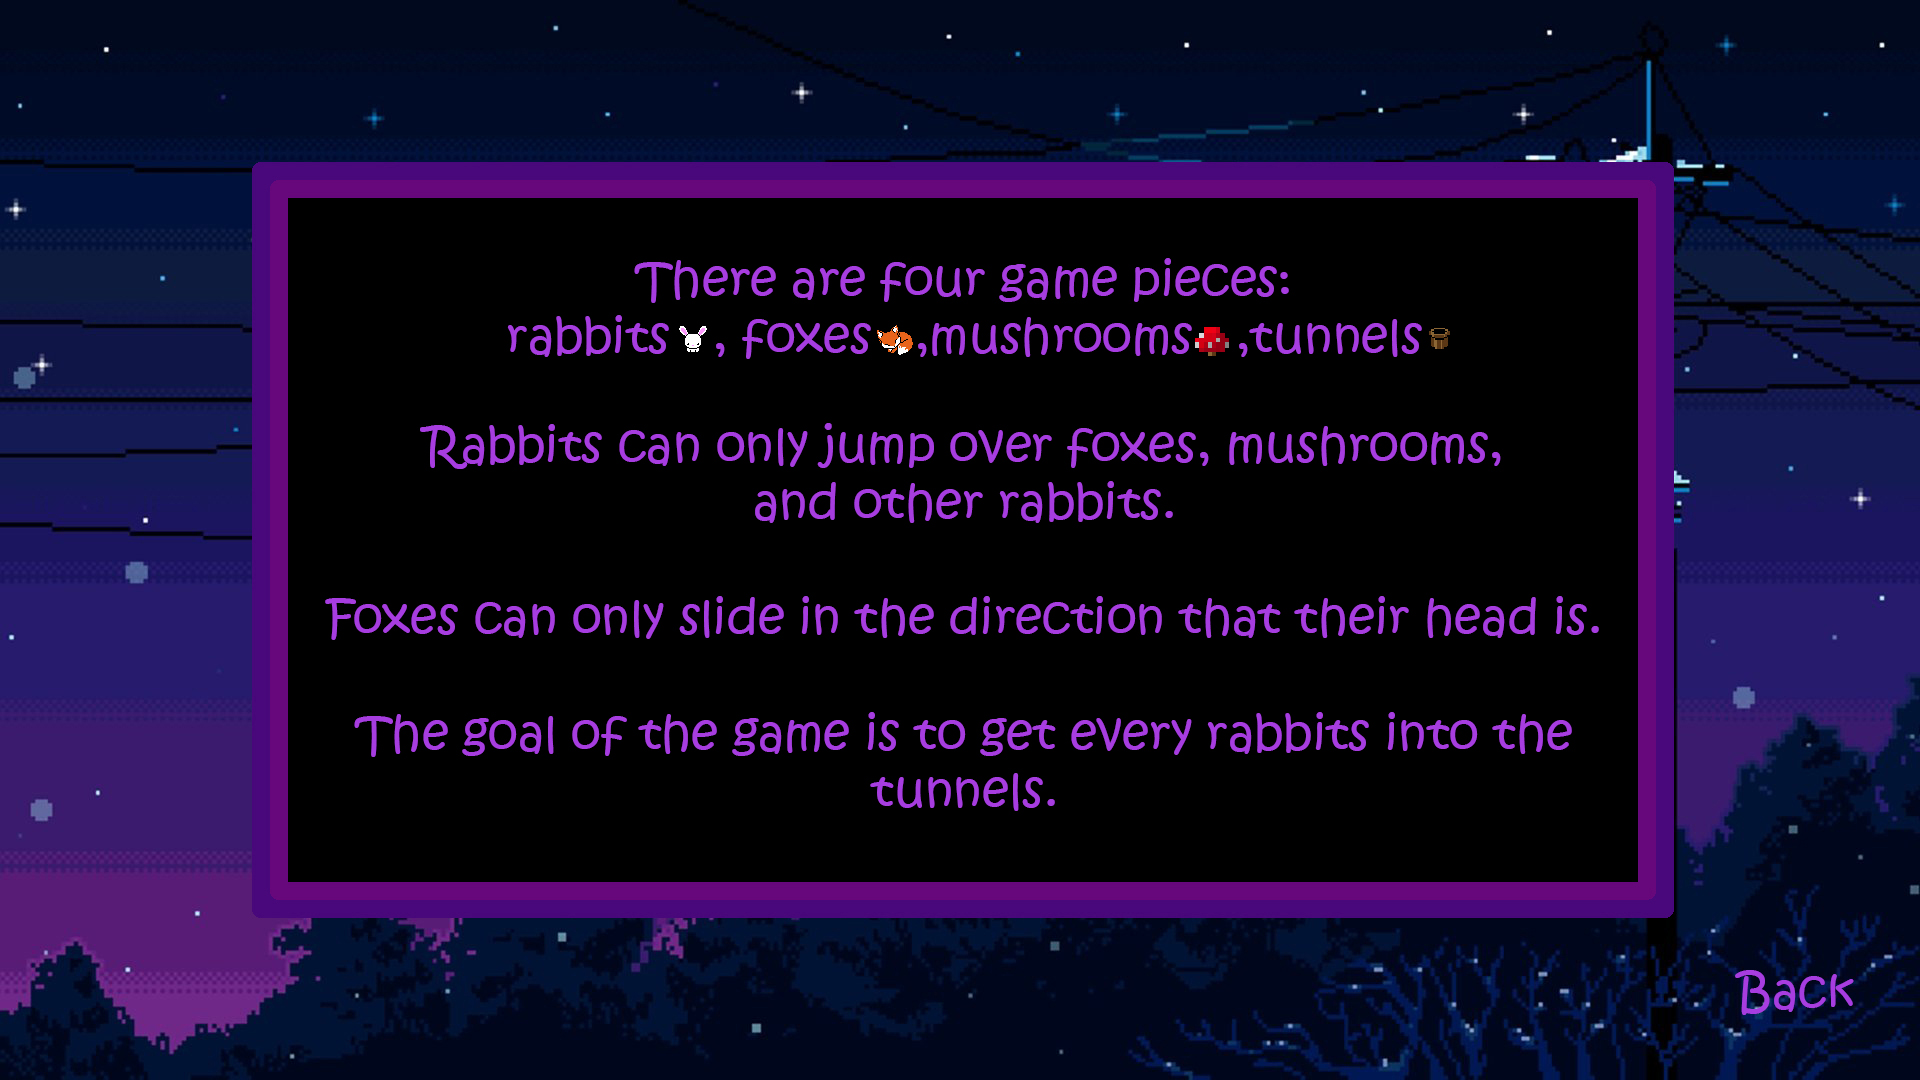 There are four game pieces:
rabbits, foxes,mushrooms,tunnels
Rabbits can only jump over foxes, mushrooms,
and other rabbits.
Foxes can only slide in the direction that their head is.
The goal of the game is to get every rabbits into the
tunnels.
Back